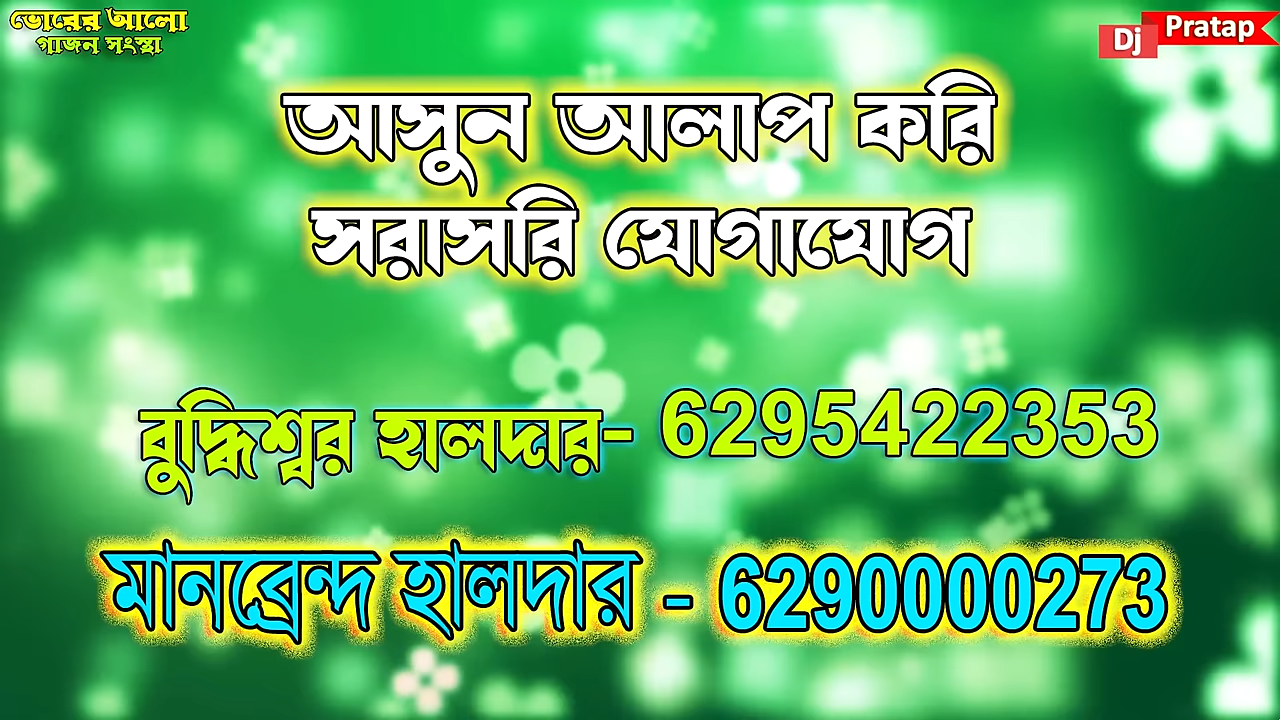 ভোরের আলো
গাজন সংস্থা
Dj Pratap
আসুন আলাপ করি
সরাসরি যোগাযোগ
বুদ্ধিশ্বর হালদার- 6295422353
মানব্রেন্দ হালদার - 6290000273